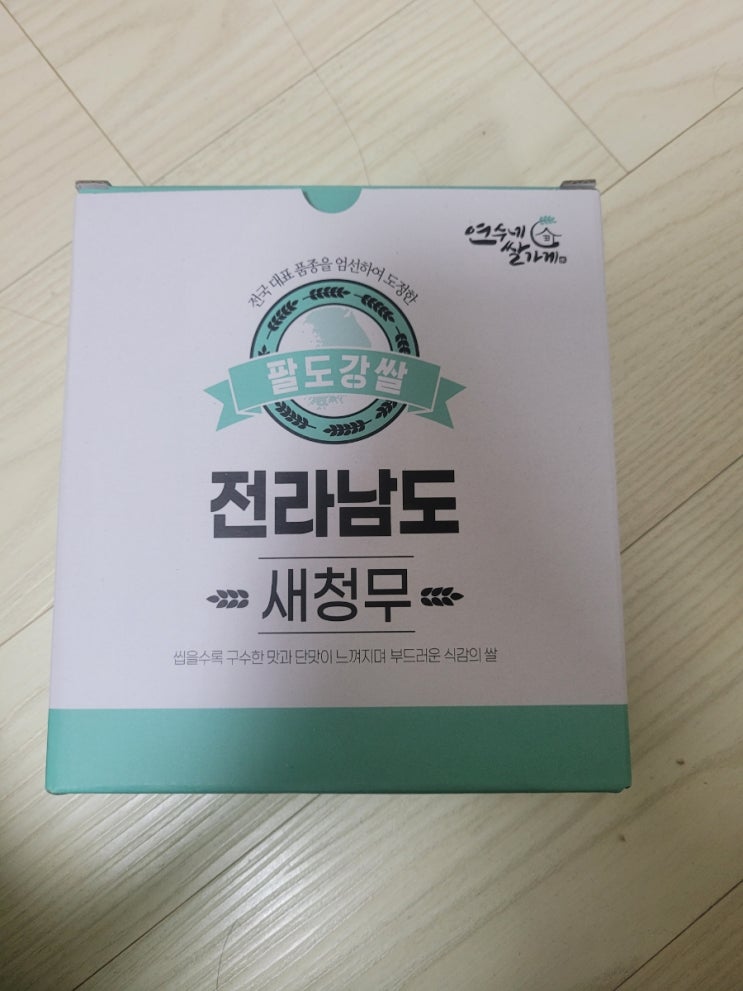 연수네
쌀가게
전국 대표 품종을 엄선하여 도정한
팔도강쌀
전라남도
새청무
씹을수록 구수한 맛과 단맛이 느껴지며 부드러운 식감의 쌀